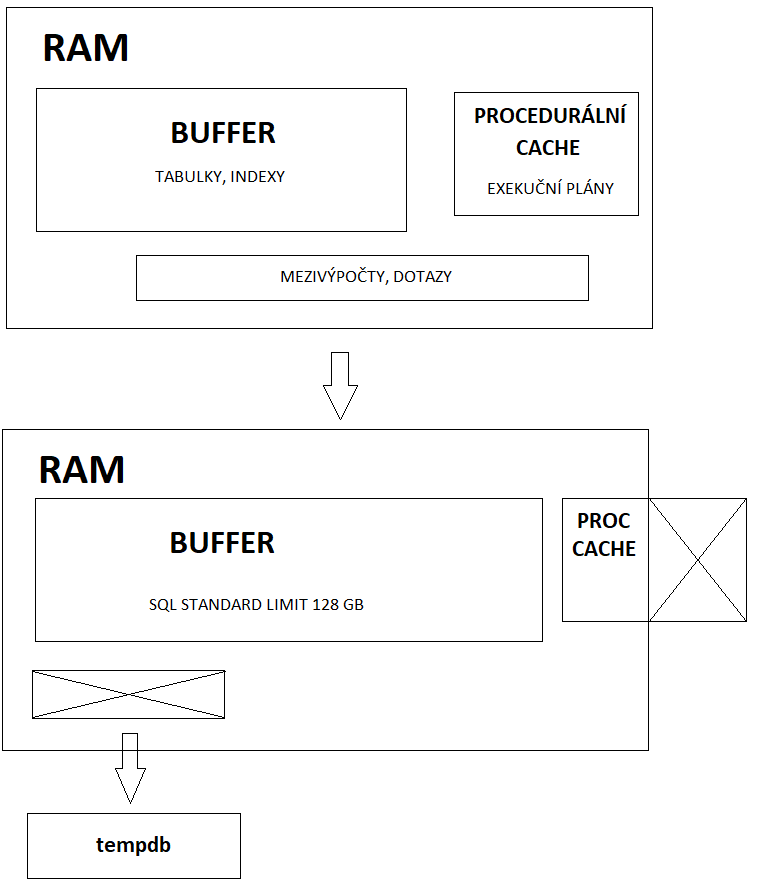 RAM
BUFFER
TABULKY, INDEXY
PROCEDURÁLNÍ
CACHE
EXEKUČNÍ PLÁNY
MEZIVÝPOČTY, DOTAZY
RAM
BUFFER
SQL STANDARD LIMIT 128 GB
PROC
CACHE
tempdb